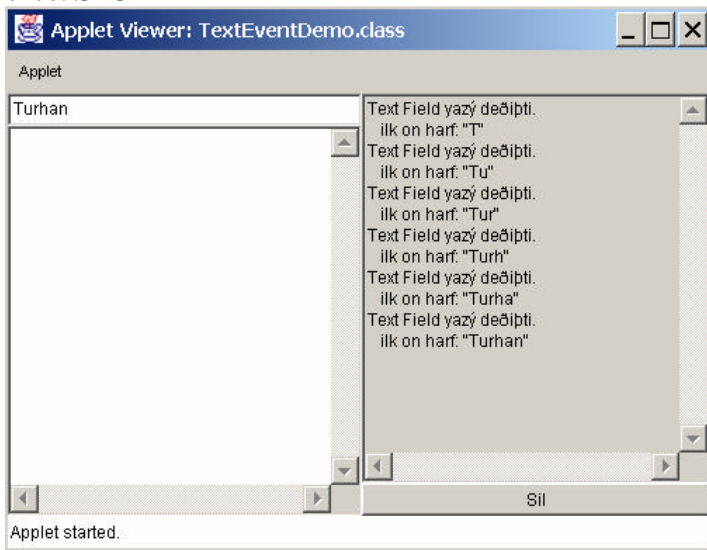 Applet Viewer: TextEventDemo.class
Applet
Turhan
Text Field yazý deðiþti.
ilk on harf: "T"
Text Field yazý deðiþti.
ilk on harf: "Tu"
Text Field yazý deðiþti.
ilk on harf: "Tur"
Text Field yazý deðiþti.
ilk on harf: "Turh"
Text Field yazý deðiþti.
ilk on harf: "Turha"
Text Field yazý deðiþti.
ilk on harf: "Turhan"
Sil
Applet started.